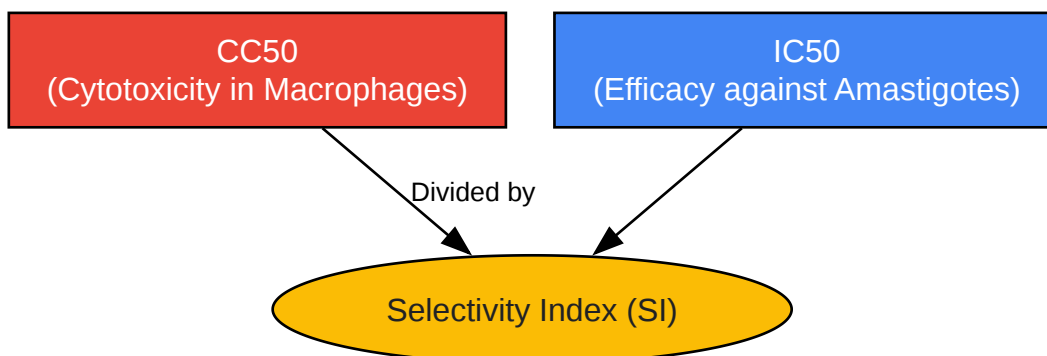 CC50
(Cytotoxicity in Macrophages)
IC50
(Efficacy against Amastigotes)
Divided by
Selectivity Index (SI)